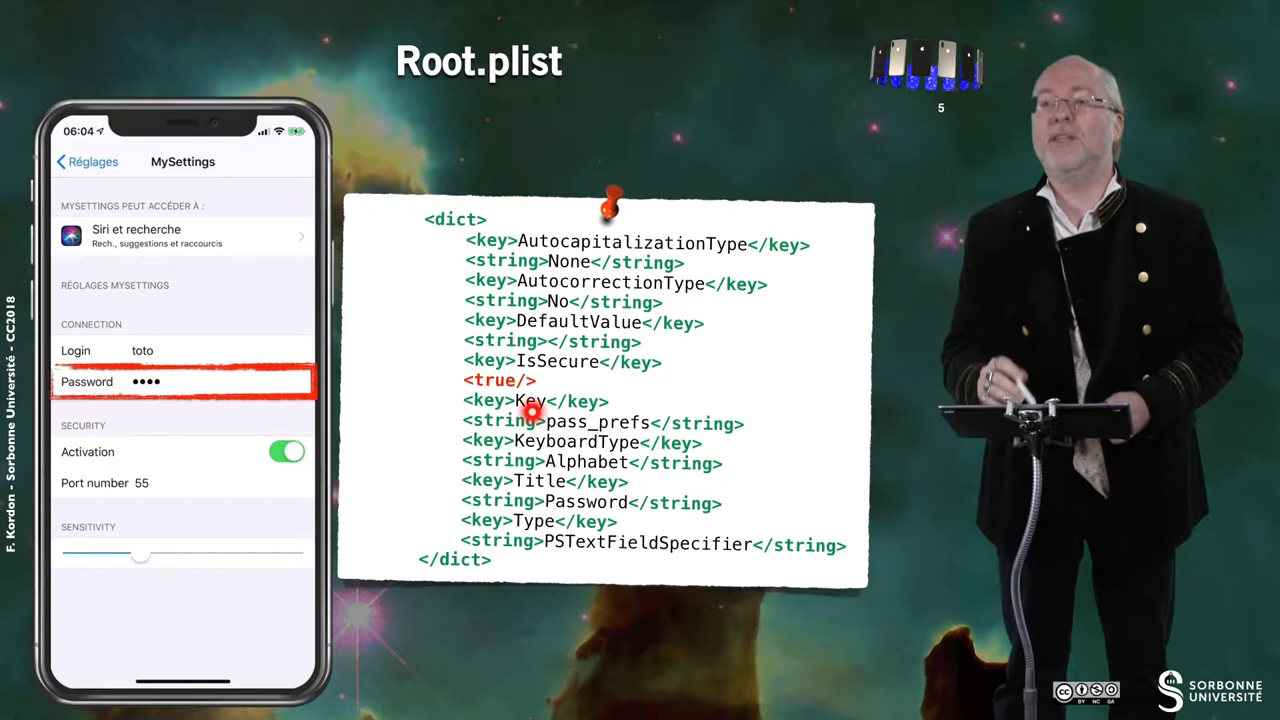 Root.plist
5
06:04
Réglages
MySettings
MYSETTINGS PEUT ACCÉDER À :
Siri et recherche
Rech., suggestions et raccourcis
RÉGLAGES MYSETTINGS
CONNECTION
Login toto
Password ••••
SECURITY
Activation
Port number 55
SENSITIVITY
<dict>
<key>AutocapitalizationType</key>
<string>None</string>
<key>AutocorrectionType</key>
<string>No</string>
<key>DefaultValue</key>
<string></string>
<key>IsSecure</key>
<true/>
<key>Key</key>
<string>pass_prefs</string>
<key>KeyboardType</key>
<string>Alphabet</string>
<key>Title</key>
<string>Password</string>
<key>Type</key>
<string>PSTextFieldSpecifier</string>
</dict>
F. Kordon - Sorbonne Université - CC2018
cc
BY NC SA
SORBONNE
UNIVERSITÉ